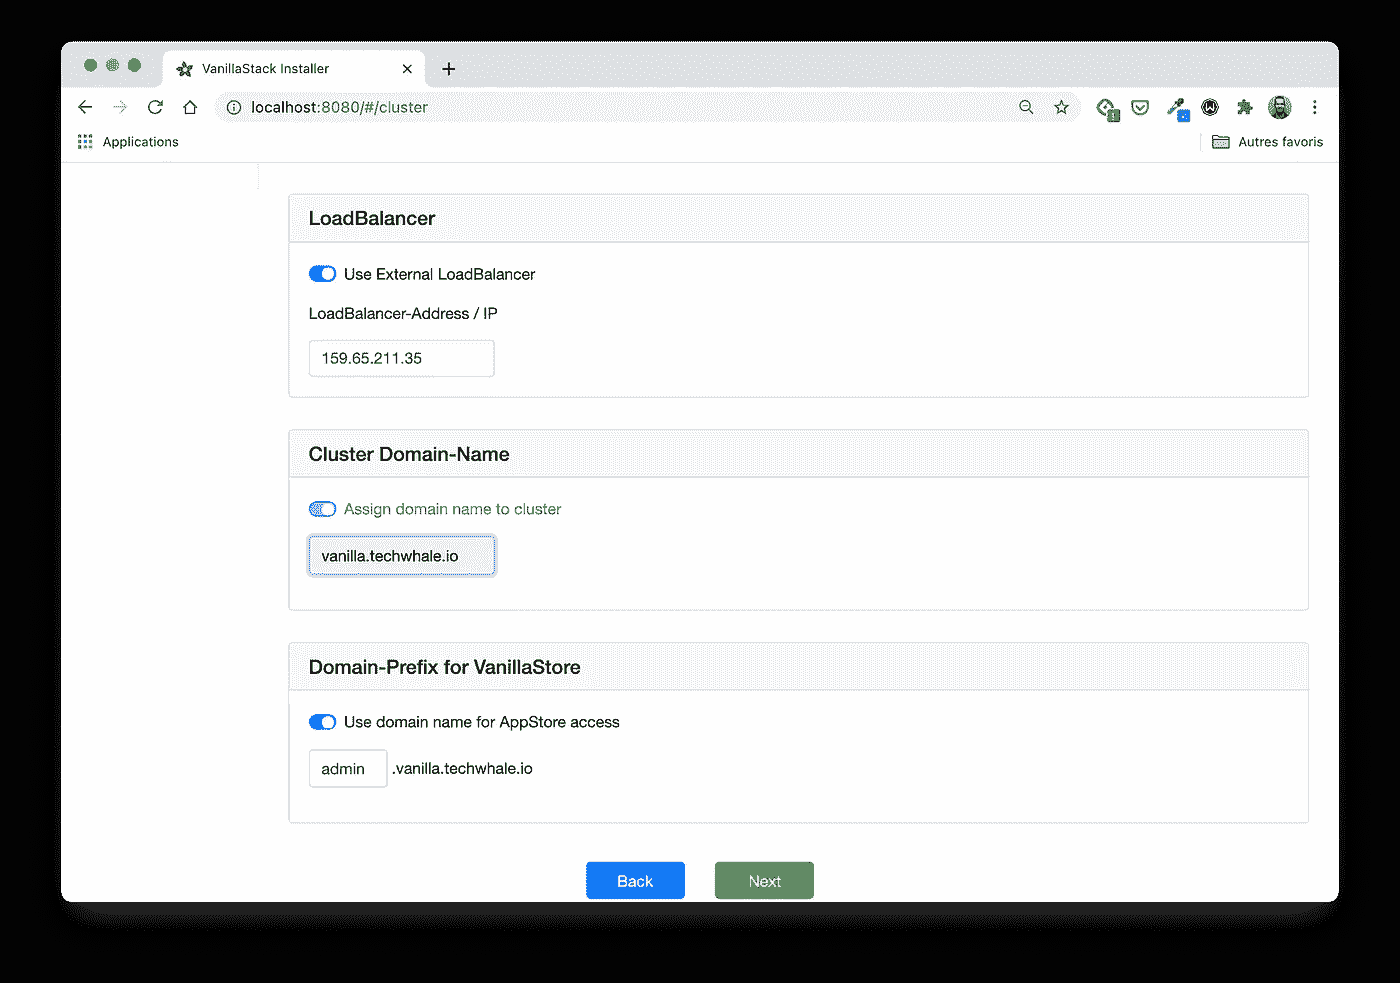 VanillaStack Installer
localhost:8080/#/cluster
Applications
Autres favoris
LoadBalancer
Use External LoadBalancer
LoadBalancer-Address / IP
159.65.211.35
Cluster Domain-Name
Assign domain name to cluster
vanilla.techwhale.io
Domain-Prefix for VanillaStore
Use domain name for AppStore access
admin .vanilla.techwhale.io
Back Next